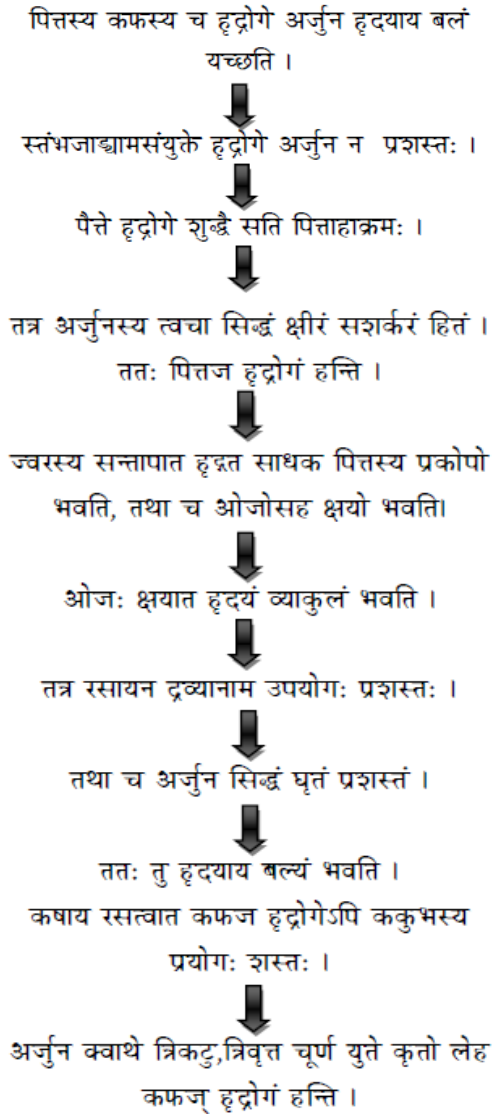 पित्तस्य कफस्य च हृद्रोगे अर्जुन हृदयाय बलं
यच्छति ।
स्तंभजाड्यामसंयुक्ते हृद्रोगे अर्जुन न प्रशस्तः ।
पैत्ते हृद्रोगे शुद्धै सति पित्ताहाक्रमः ।
तत्र अर्जुनस्य त्वचा सिद्धं क्षीरं सशर्करं हितं ।
ततः पित्तज हृद्रोगं हन्ति ।
ज्वरस्य सन्तापात हृद्गत साधक पित्तस्य प्रकोपो
भवति, तथा च ओजोसह क्षयो भवति।
ओजः क्षयात हृदयं व्याकुलं भवति ।
तत्र रसायन द्रव्यानाम उपयोगः प्रशस्तः ।
तथा च अर्जुन सिद्धं घृतं प्रशस्तं ।
ततः तु हृदयाय बल्यं भवति ।
कषाय रसत्वात कफज हृद्रोगेऽपि ककुभस्य
प्रयोगः शस्तः ।
अर्जुन क्वाथे त्रिकटु,त्रिवृत्त चूर्ण युते कृतो लेह
कफज् हृद्रोगं हन्ति ।